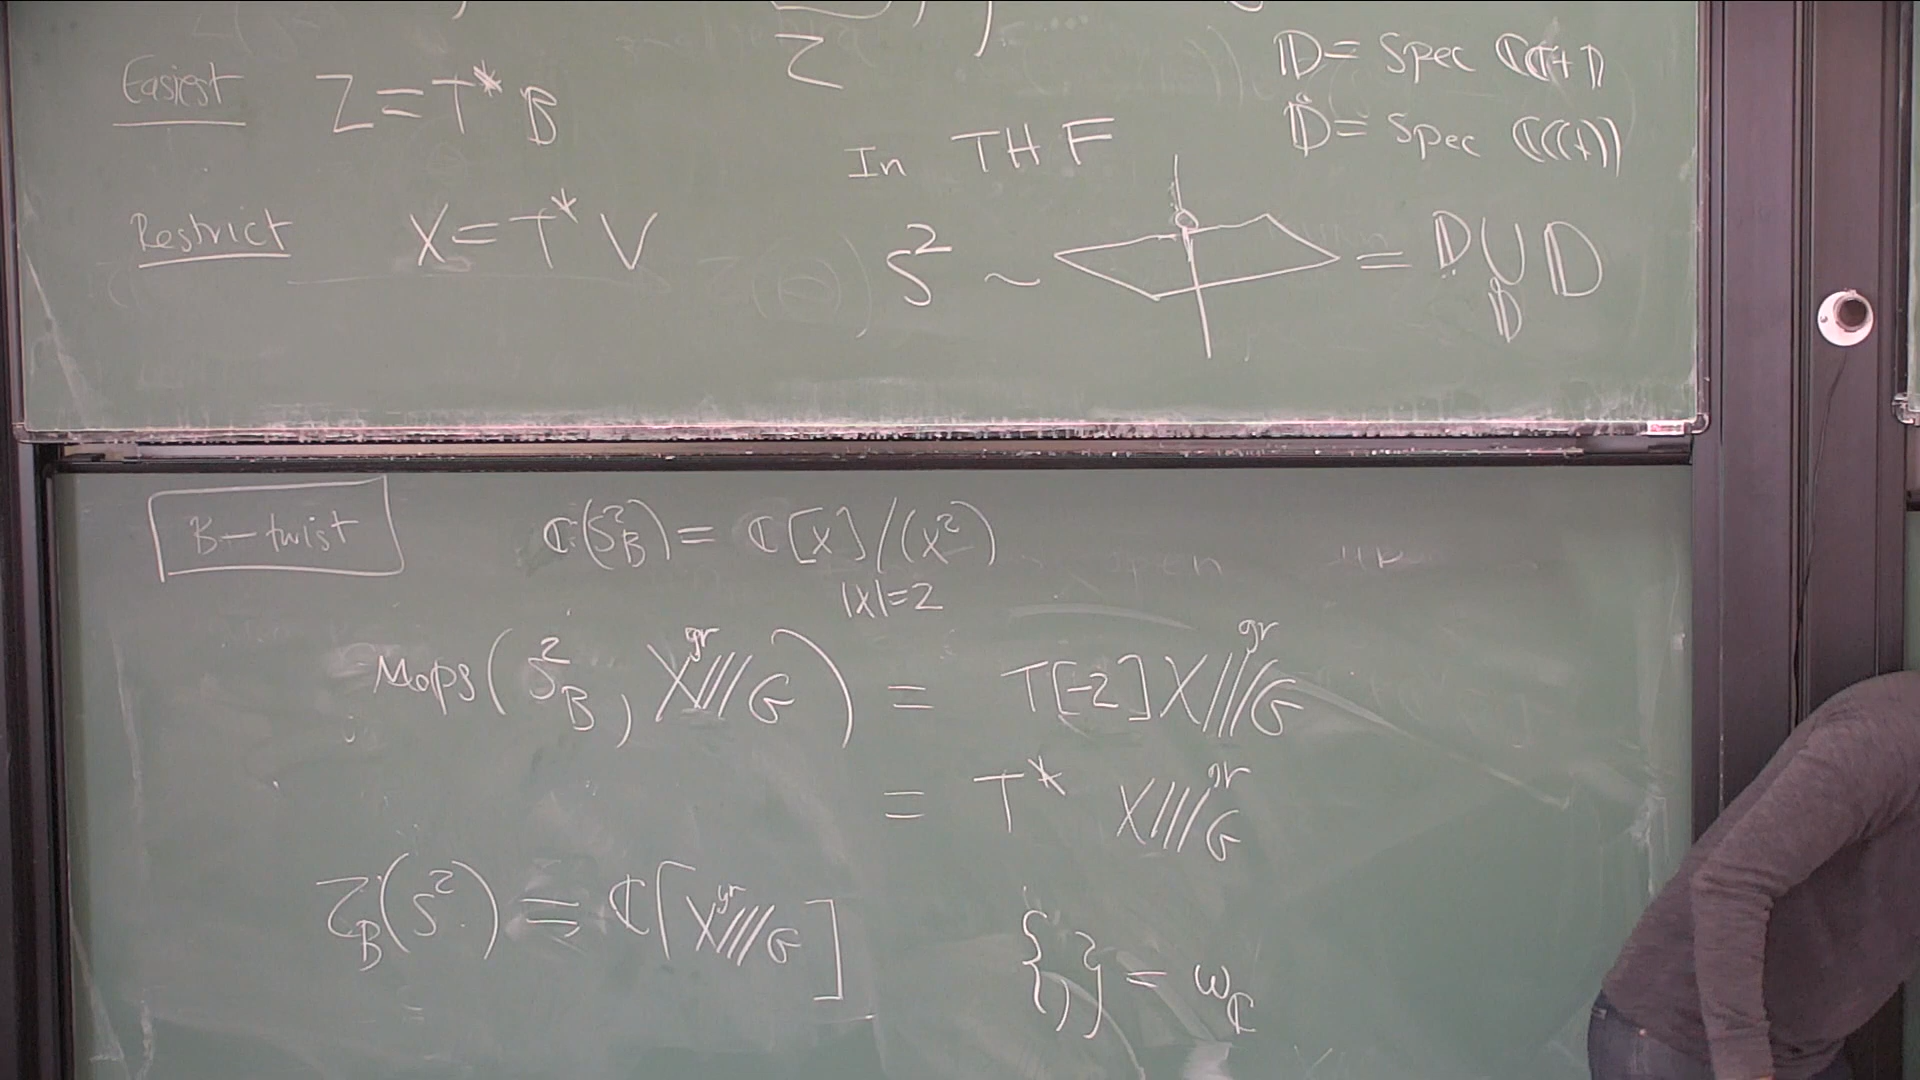 Easiest Z = T* B
Restrict X = T* V
Z
In THF
S² ~ = D ∪_D̊ D
D = Spec C[[t]]
D̊ = Spec C((t))
B-twist
C(S²_B) = C[x]/(x²)
|x|=2
Maps(S²_B, X^gr////G) = T[-2]X////^gr G
= T* X////^gr G
Z_B(S²) = C[X^gr////G]
{ , } = ω_C